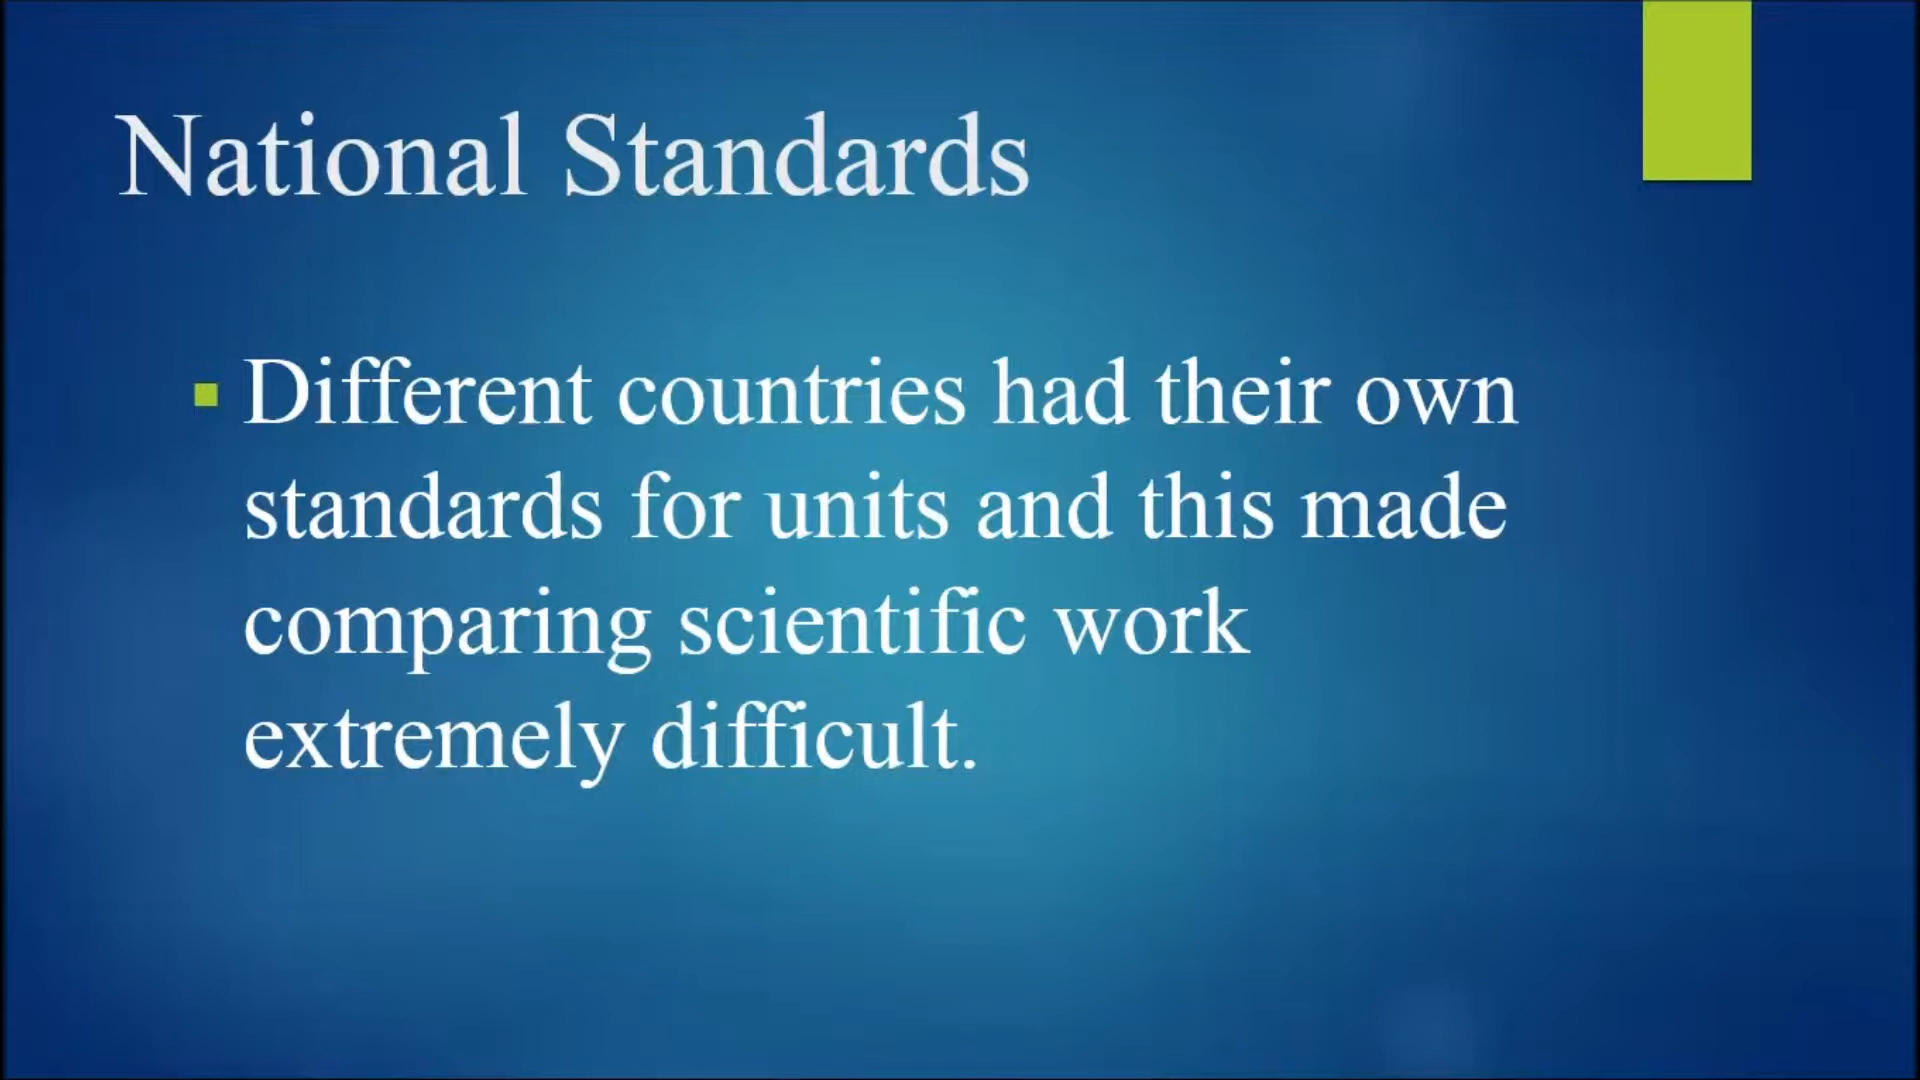 National Standards
Different countries had their own
standards for units and this made
comparing scientific work
extremely difficult.